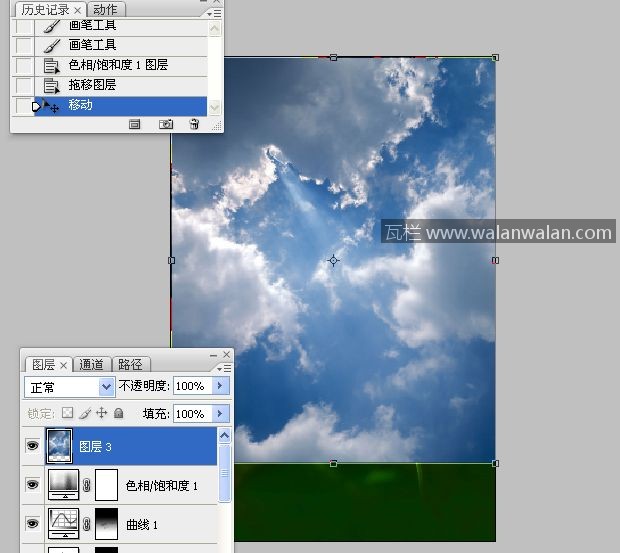 历史记录 × 动作
画笔工具
画笔工具
色相/饱和度 1 图层
拖移图层
移动
瓦栏 www.walanwalan.com
图层 × 通道 路径
正常 不透明度: 100%
锁定: 填充: 100%
图层 3
色相/饱和度 1
曲线 1